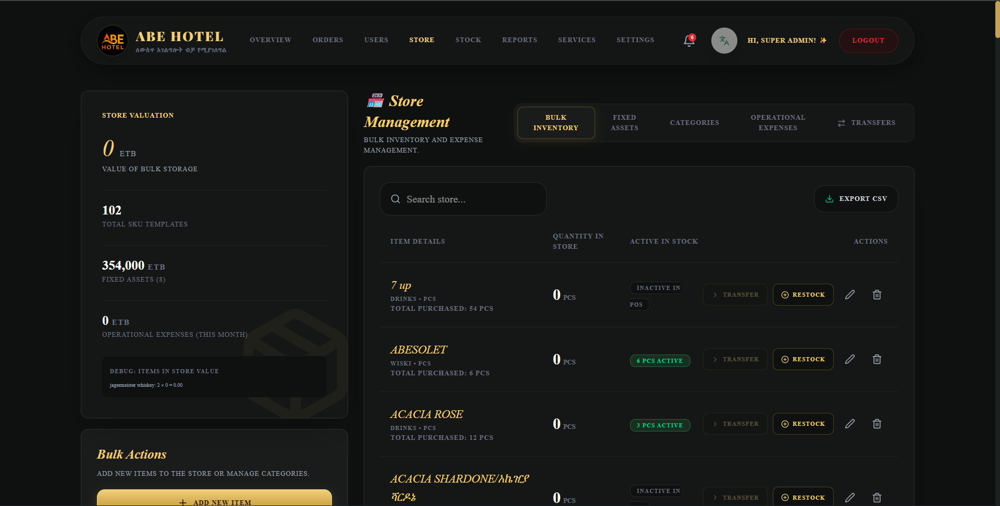 ABE
HOTEL
ABE HOTEL
ለውስጥ አገልግሎት ብቻ የሚያገለግል
OVERVIEW
ORDERS
USERS
STORE
STOCK
REPORTS
SERVICES
SETTINGS
6
HI, SUPER ADMIN! ✨
LOGOUT
STORE VALUATION
0 ETB
VALUE OF BULK STORAGE
102
TOTAL SKU TEMPLATES
354,000 ETB
FIXED ASSETS (8)
0 ETB
OPERATIONAL EXPENSES (THIS MONTH)
DEBUG: ITEMS IN STORE VALUE
jagermeister whiskey: 2 × 0 = 0.00
Bulk Actions
ADD NEW ITEMS TO THE STORE OR MANAGE CATEGORIES.
ADD NEW ITEM
🏪 Store
Management
BULK INVENTORY AND EXPENSE
MANAGEMENT.
BULK
INVENTORY
FIXED
ASSETS
CATEGORIES
OPERATIONAL
EXPENSES
TRANSFERS
Search store...
EXPORT CSV
ITEM DETAILS
QUANTITY IN
STORE
ACTIVE IN STOCK
ACTIONS
7 up
DRINKS • PCS
TOTAL PURCHASED: 54 PCS
0 PCS
INACTIVE IN
POS
TRANSFER
RESTOCK
ABESOLET
WISKI • PCS
TOTAL PURCHASED: 6 PCS
0 PCS
6 PCS ACTIVE
TRANSFER
RESTOCK
ACACIA ROSE
DRINKS • PCS
TOTAL PURCHASED: 12 PCS
0 PCS
3 PCS ACTIVE
TRANSFER
RESTOCK
ACACIA SHARDONE/አኬዢያ
ሻርዶኔ
0 PCS
INACTIVE IN
TRANSFER
RESTOCK